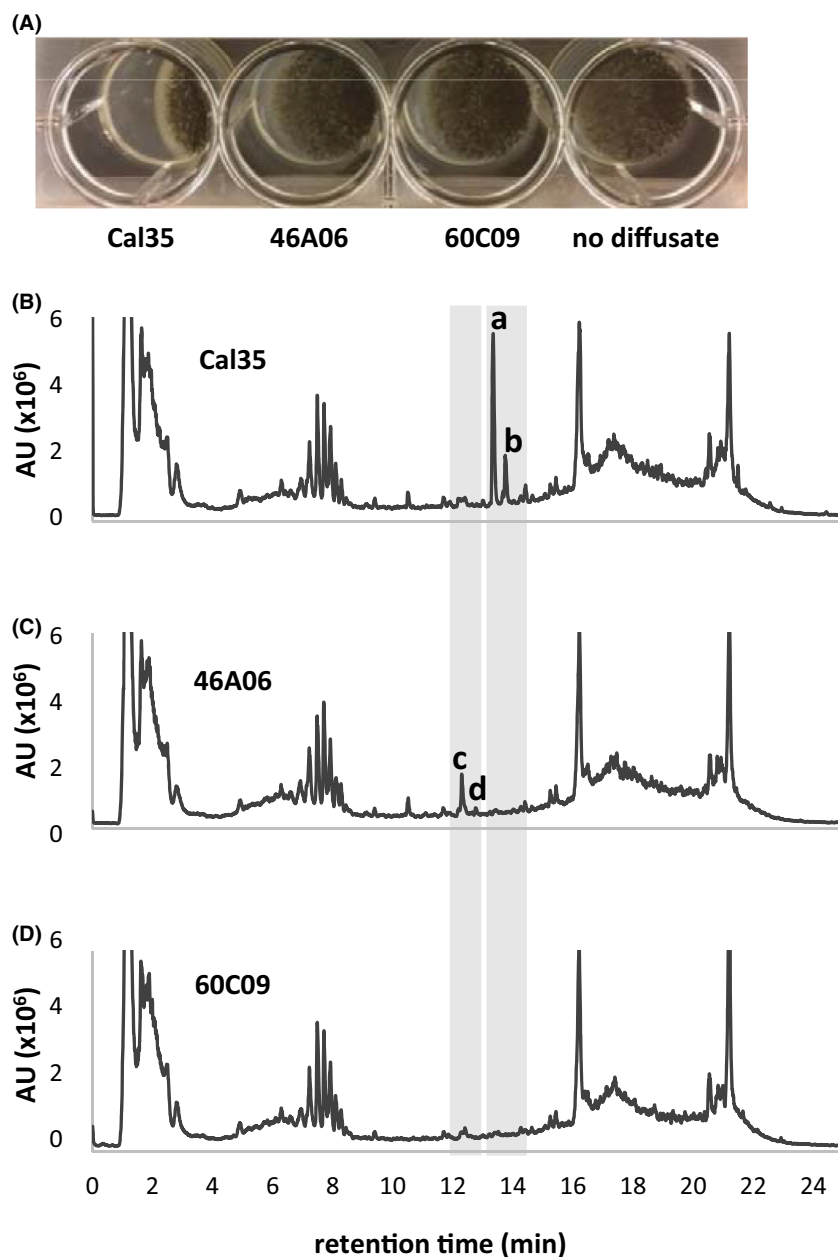 (A)
Cal35 46A06 60C09 no diffusate
(B)
6
4
2
0
AU (x10⁶)
Cal35
a
b
(C)
6
4
2
0
AU (x10⁶)
46A06
c
d
(D)
6
4
2
0
AU (x10⁶)
60C09
0 2 4 6 8 10 12 14 16 18 20 22 24
retention time (min)